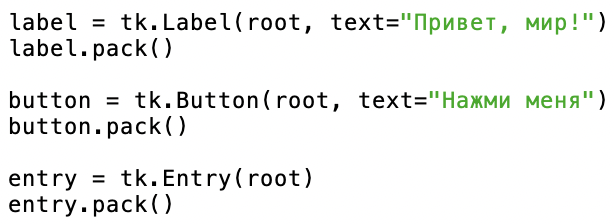 label = tk.Label(root, text="Привет, мир!")
label.pack()
button = tk.Button(root, text="Нажми меня")
button.pack()
entry = tk.Entry(root)
entry.pack()